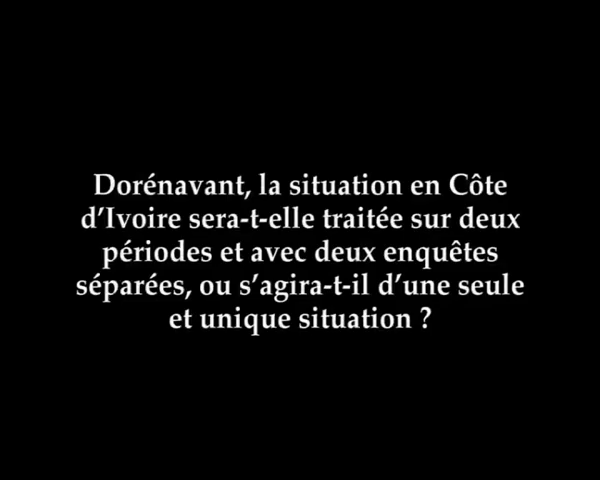 Dorénavant, la situation en Côte
d’Ivoire sera-t-elle traitée sur deux
périodes et avec deux enquêtes
séparées, ou s’agira-t-il d’une seule
et unique situation ?